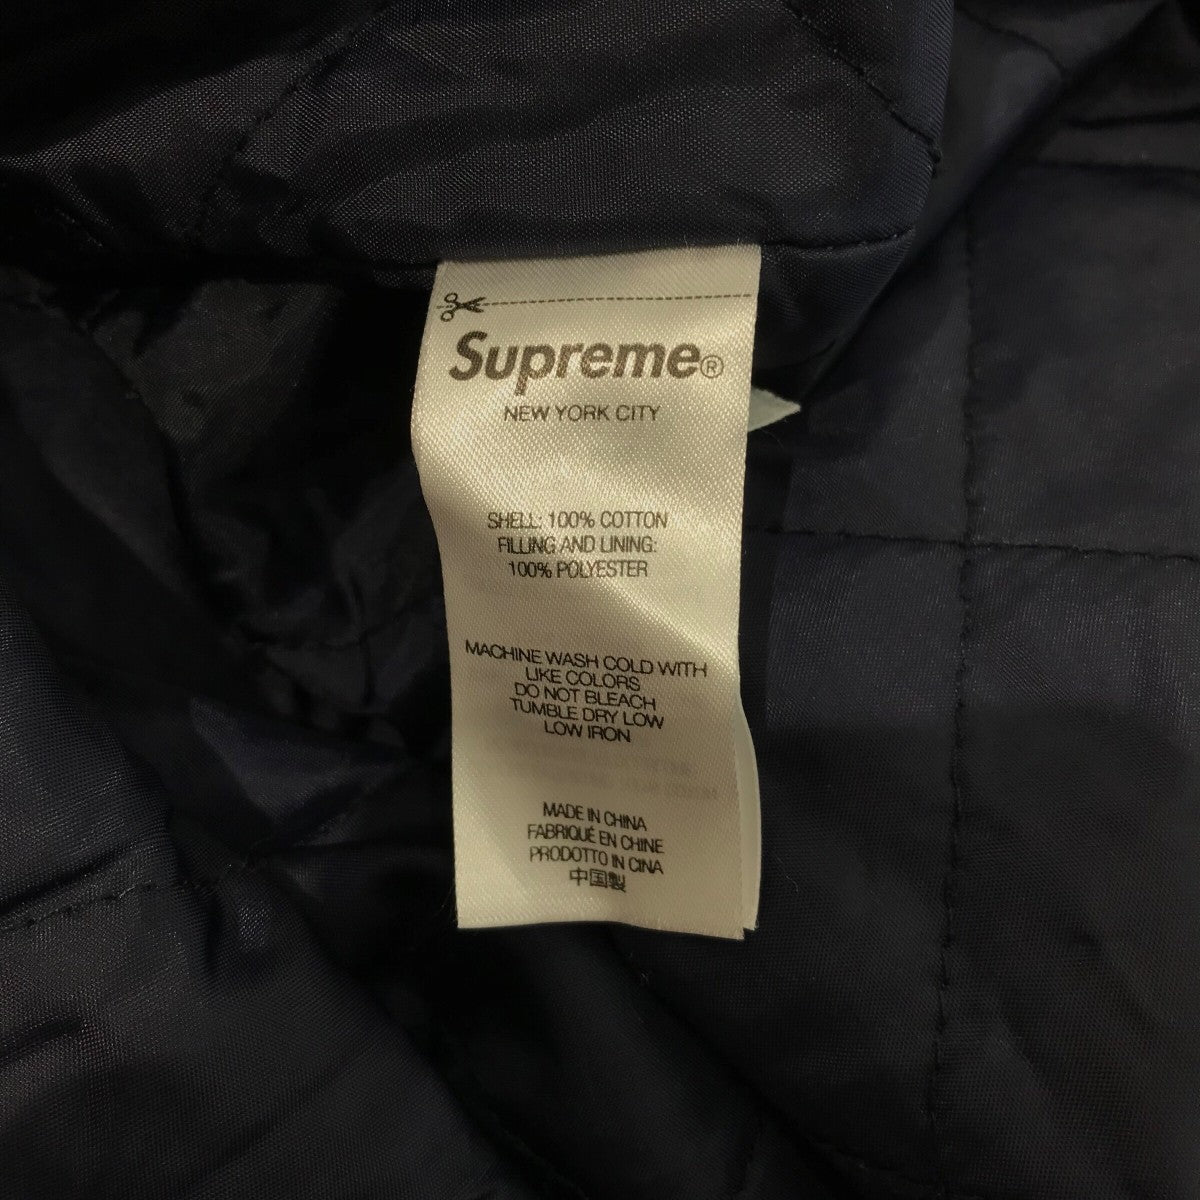 Supreme®
NEW YORK CITY
SHELL: 100% COTTON
FILLING AND LINING:
100% POLYESTER
MACHINE WASH COLD WITH
LIKE COLORS
DO NOT BLEACH
TUMBLE DRY LOW
LOW IRON
MADE IN CHINA
FABRIQUÉ EN CHINE
PRODOTTO IN CINA
中国製